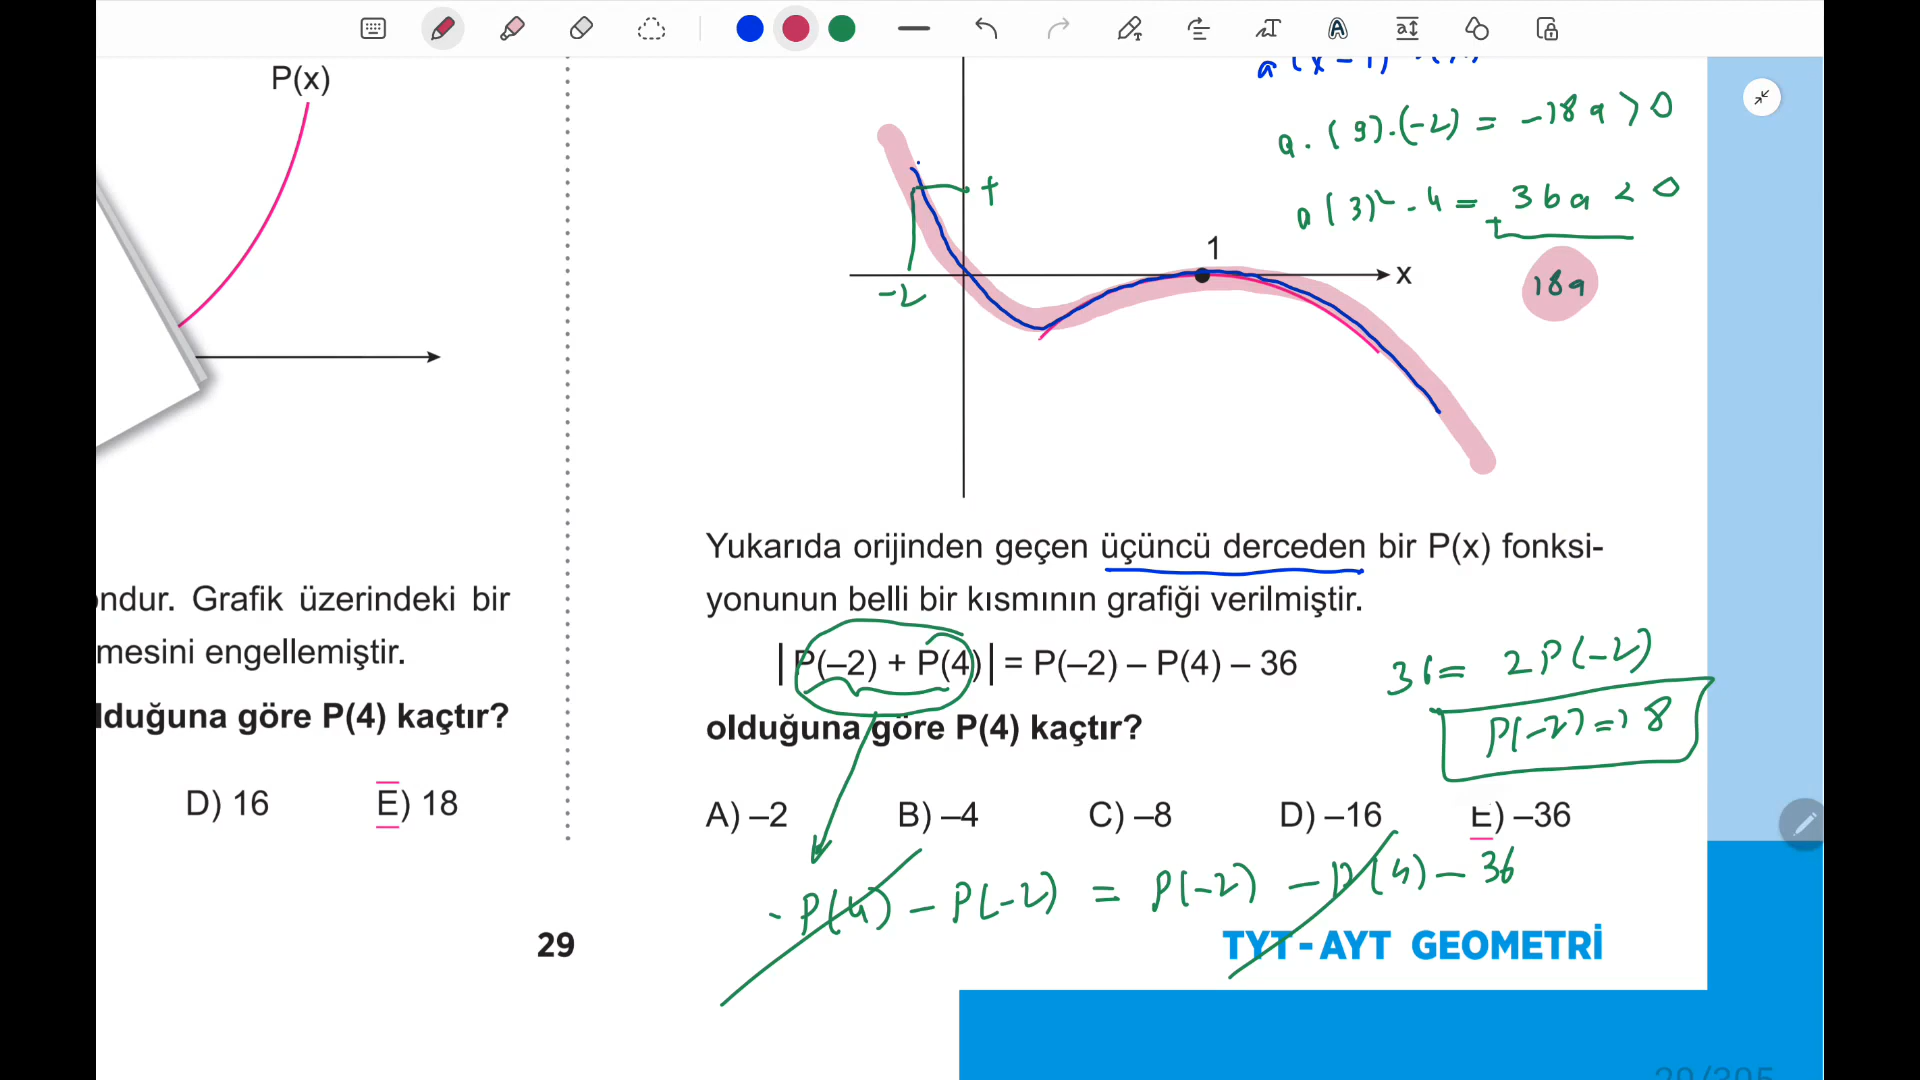 P(x)
ondur. Grafik üzerindeki bir
mesini engellemiştir.
lduğuna göre P(4) kaçtır?
D) 16 E) 18
29
a . (9).(-2) = -18a > 0
a (3)² . 4 = 36a < 0
+
18a
+
1
x
-2
Yukarıda orijinden geçen üçüncü derceden bir P(x) fonksi-
yonunun belli bir kısmının grafiği verilmiştir.
|P(–2) + P(4)| = P(–2) – P(4) – 36
olduğuna göre P(4) kaçtır?
36 = 2P(-2)
P(-2) = 18
A) –2 B) –4 C) –8 D) –16 E) –36
- P(4) - P(-2) = P(-2) - P(4) - 36
TYT - AYT GEOMETRİ